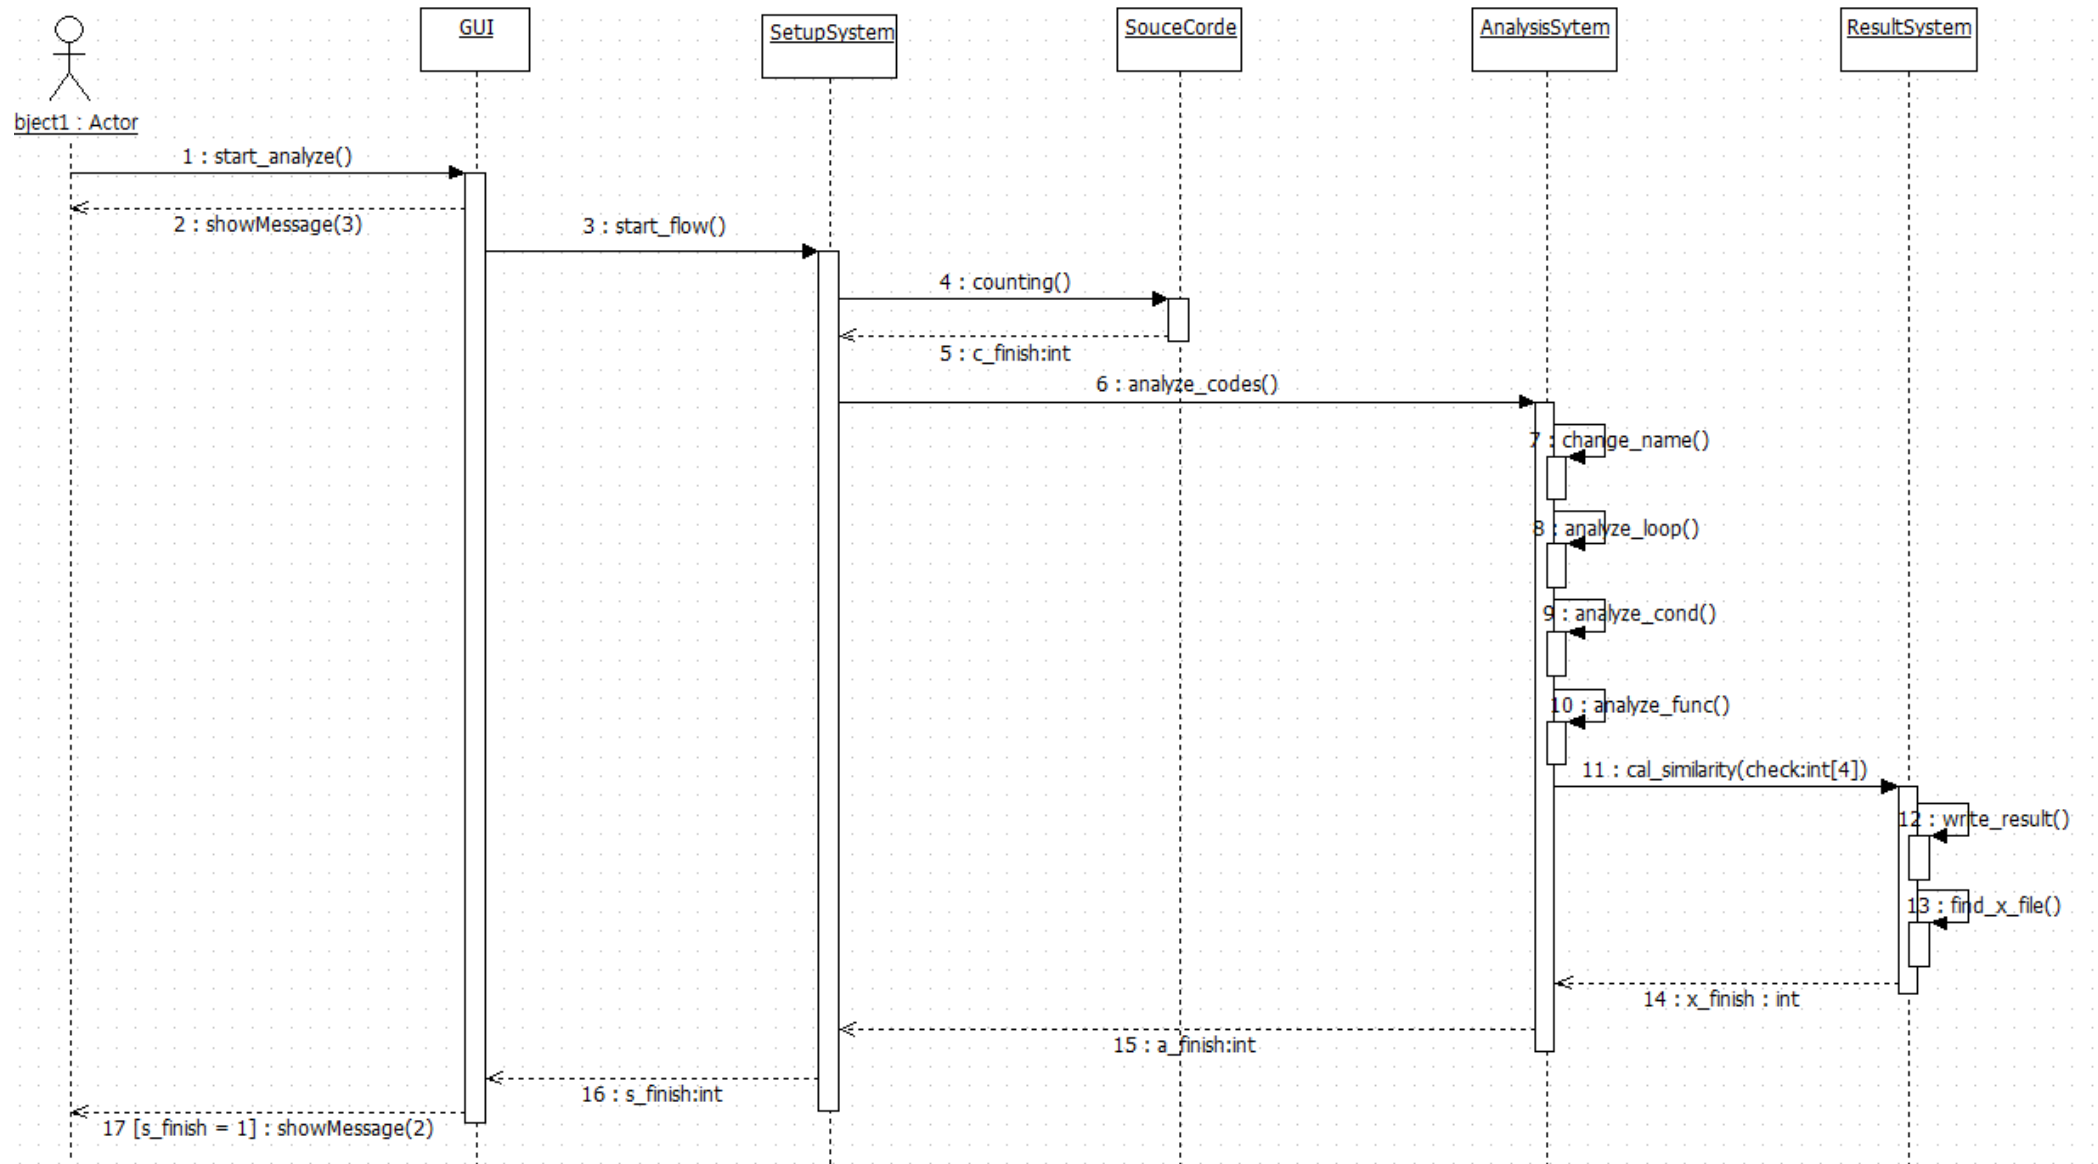 GUI
SetupSystem
SouceCorde
AnalysisSytem
ResultSystem
bject1 : Actor
1 : start_analyze()
2 : showMessage(3)
3 : start_flow()
4 : counting()
5 : c_finish:int
6 : analyze_codes()
7 : change_name()
8 : analyze_loop()
9 : analyze_cond()
10 : analyze_func()
11 : cal_similarity(check:int[4])
12 : write_result()
13 : find_x_file()
14 : x_finish : int
15 : a_finish:int
16 : s_finish:int
17 [s_finish = 1] : showMessage(2)